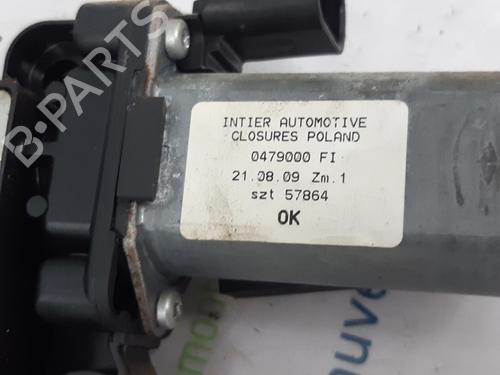 INTIER AUTOMOTIVE
CLOSURES POLAND
0479000 FI
21.08.09 Zm.1
szt 57864
OK
B-PARTS